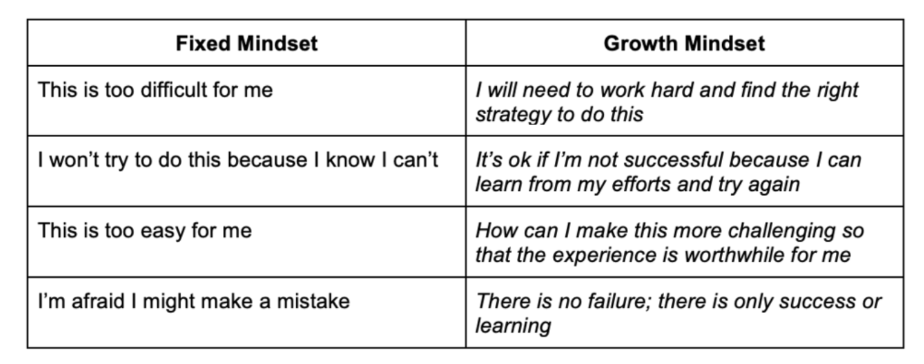 Fixed Mindset
Growth Mindset
This is too difficult for me
I will need to work hard and find the right
strategy to do this
I won’t try to do this because I know I can’t
It’s ok if I’m not successful because I can
learn from my efforts and try again
This is too easy for me
How can I make this more challenging so
that the experience is worthwhile for me
I’m afraid I might make a mistake
There is no failure; there is only success or
learning